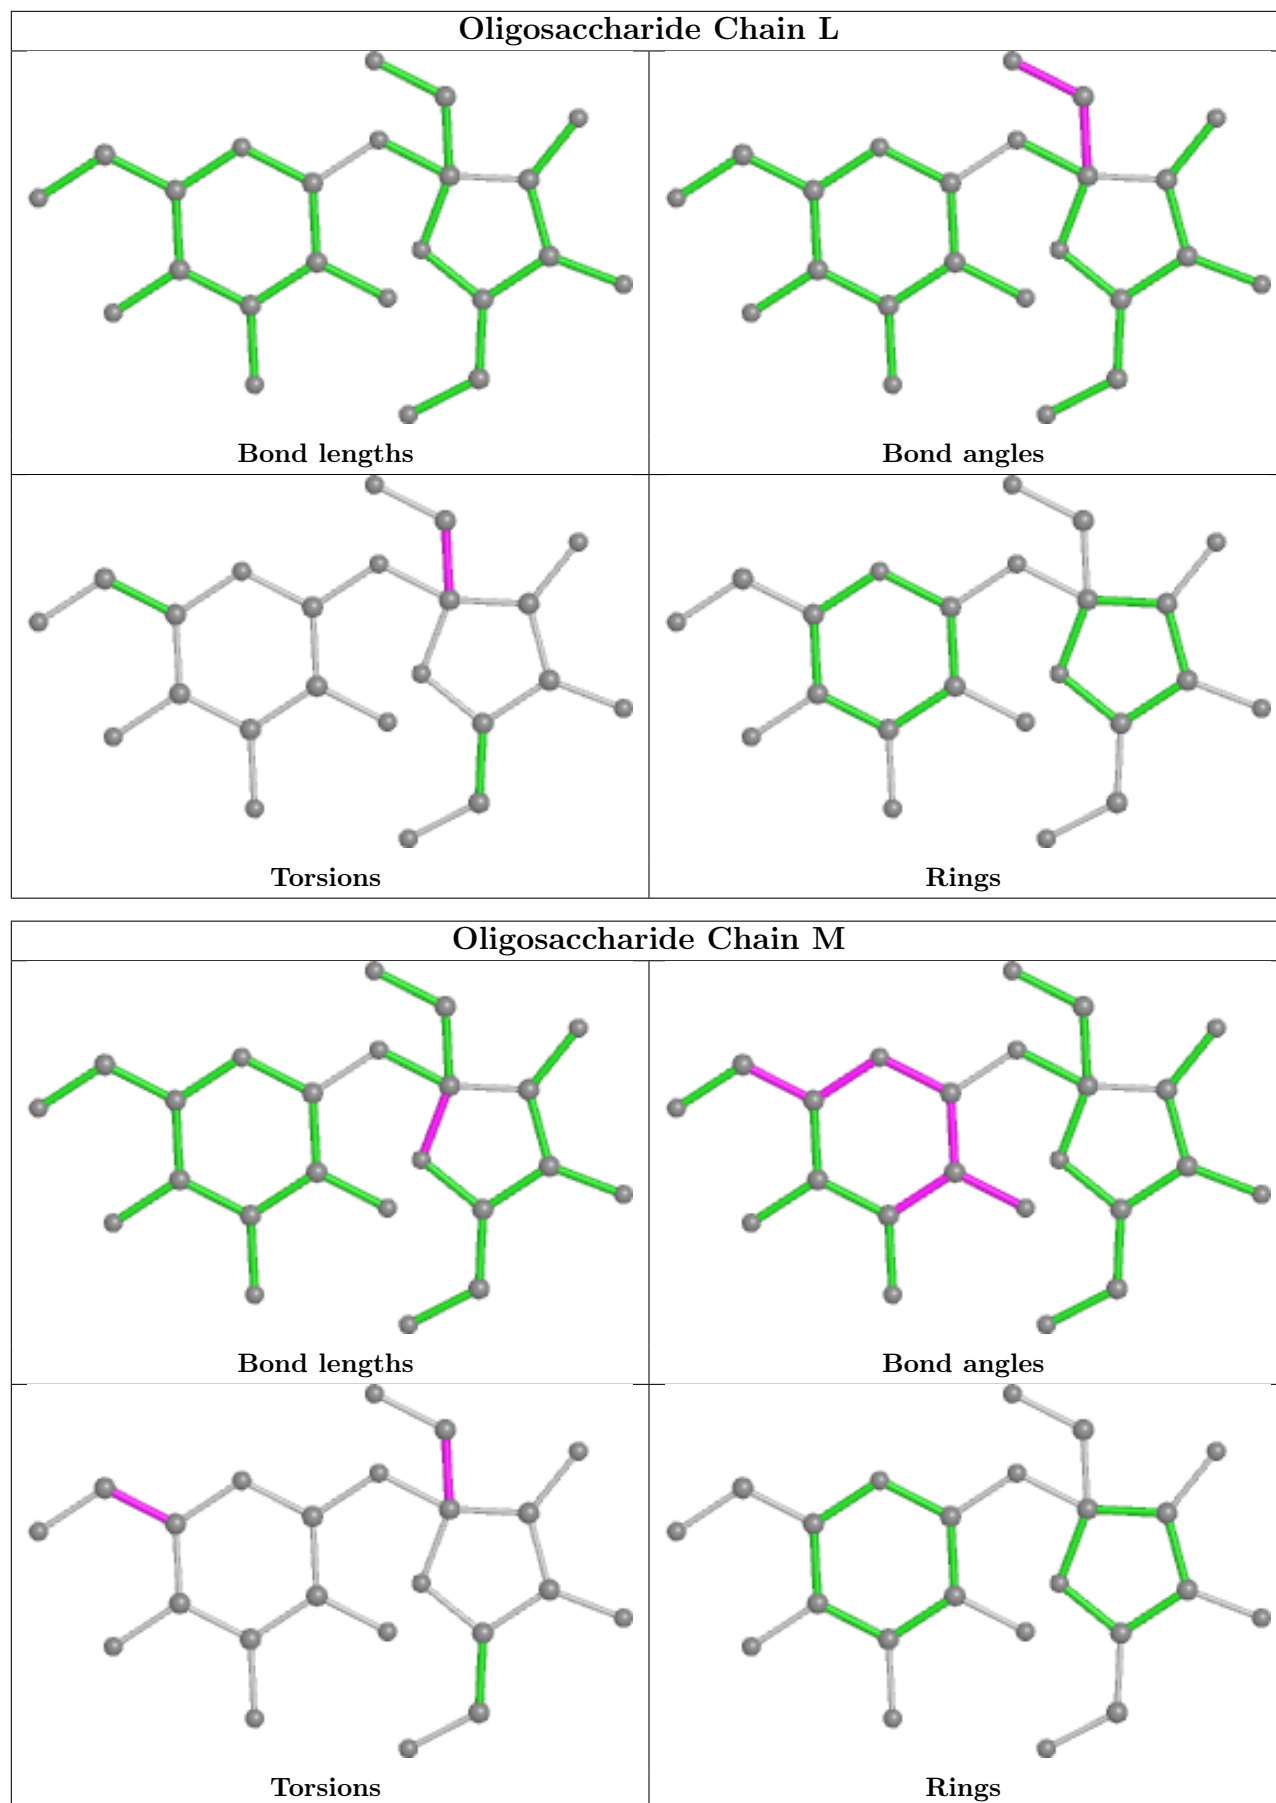 Oligosaccharide Chain L
Bond lengths
Bond angles
Torsions
Rings
Oligosaccharide Chain M
Bond lengths
Bond angles
Torsions
Rings